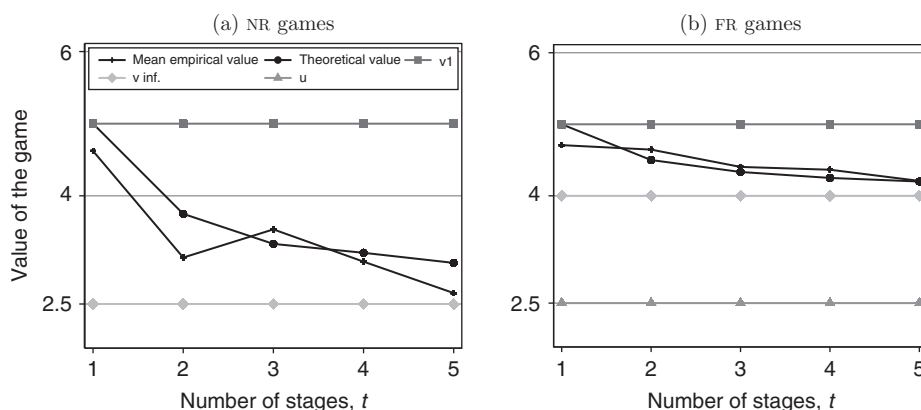 (a) NR games
(b) FR games
Value of the game
6
4
2.5
Mean empirical value
Theoretical value
v1
v inf.
u
1 2 3 4 5
Number of stages, t
6
4
2.5
1 2 3 4 5
Number of stages, t